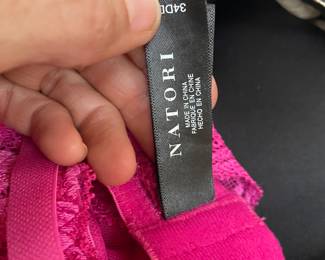 34DD
NATORI
MADE IN CHINA
FABRIQUÉ EN CHINE
HECHO EN CHINA